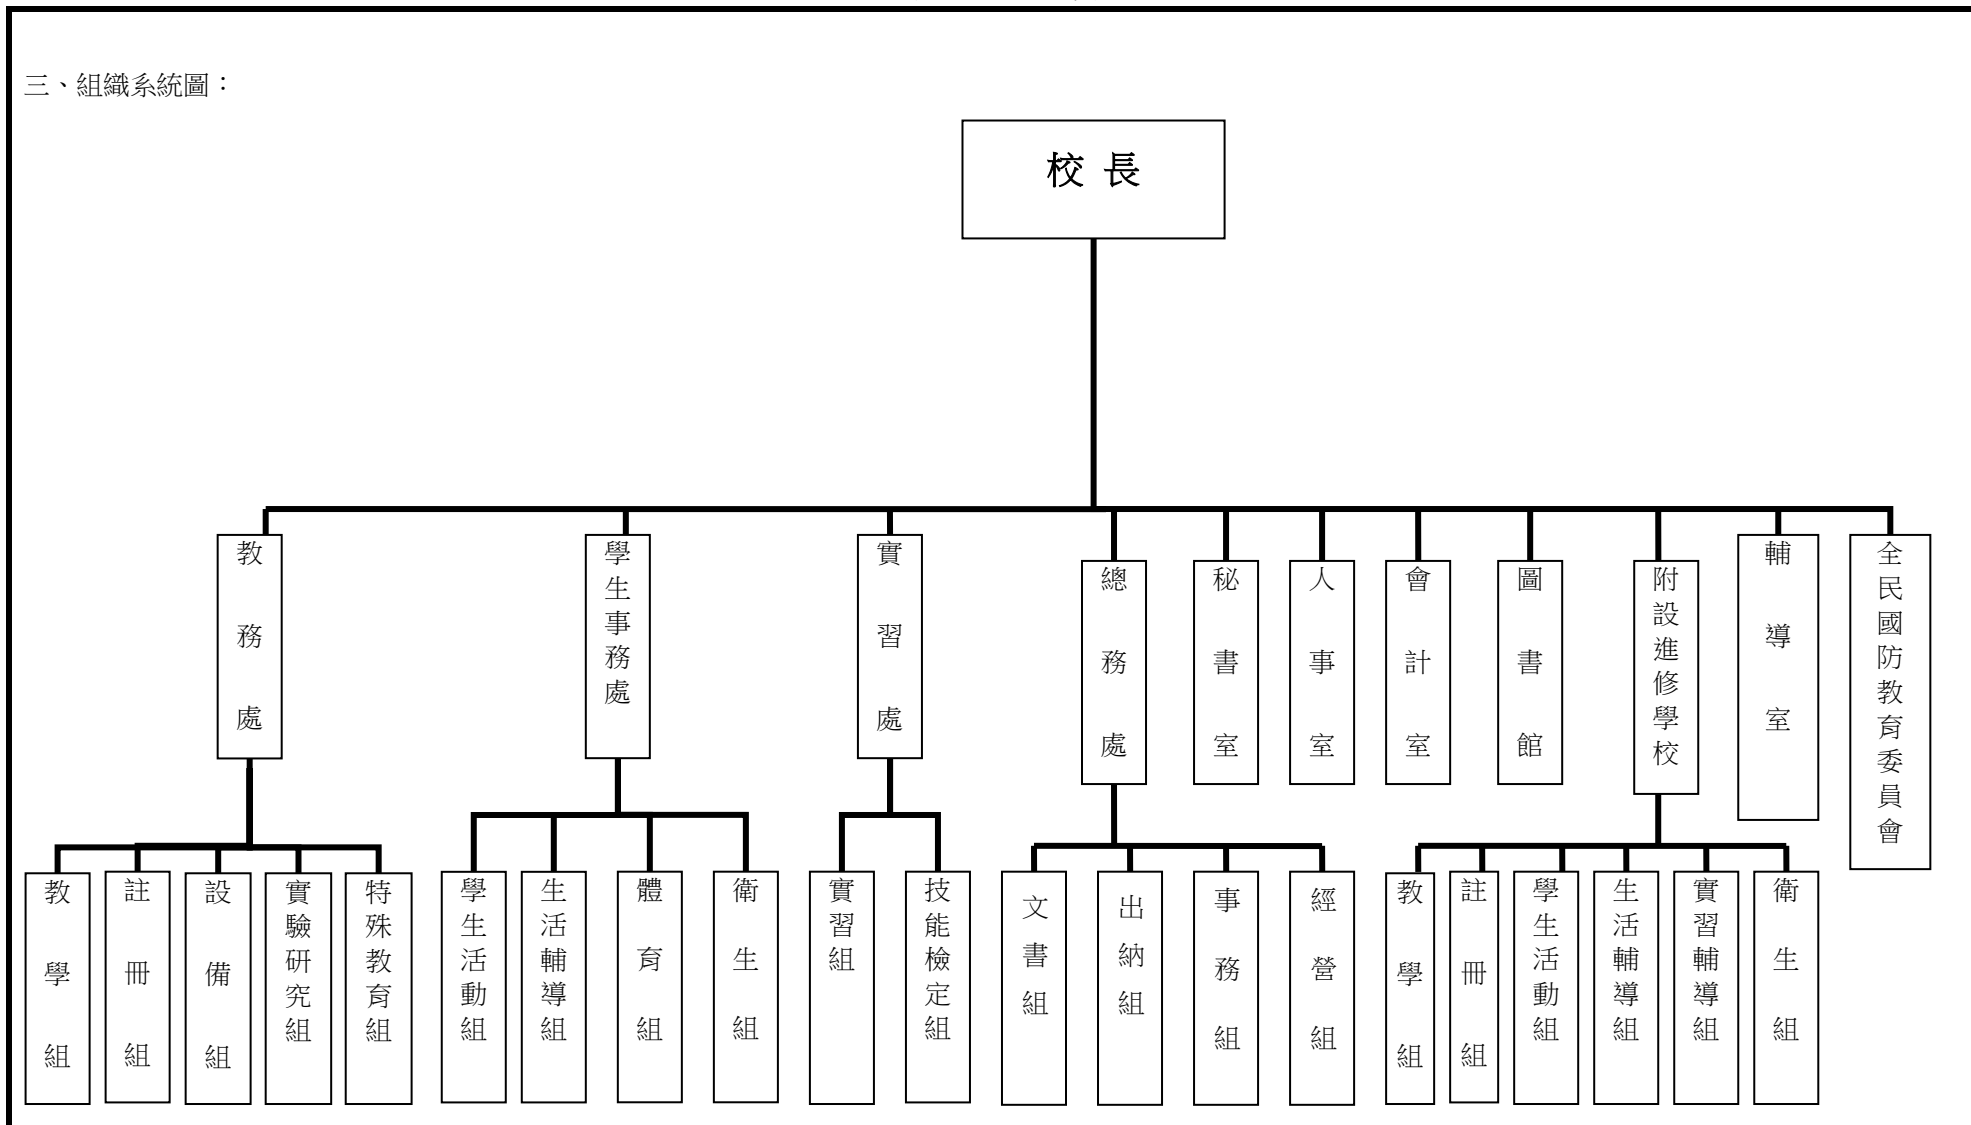 三、組織系統圖：
校長
教務處
學生事務處
實習處
總務處
秘書室
人事室
會計室
圖書館
附設進修學校
輔導室
全民國防教育委員會
教學組
註冊組
設備組
實驗研究組
特殊教育組
學生活動組
生活輔導組
體育組
衛生組
實習組
技能檢定組
文書組
出納組
事務組
經營組
教學組
註冊組
學生活動組
生活輔導組
實習輔導組
衛生組